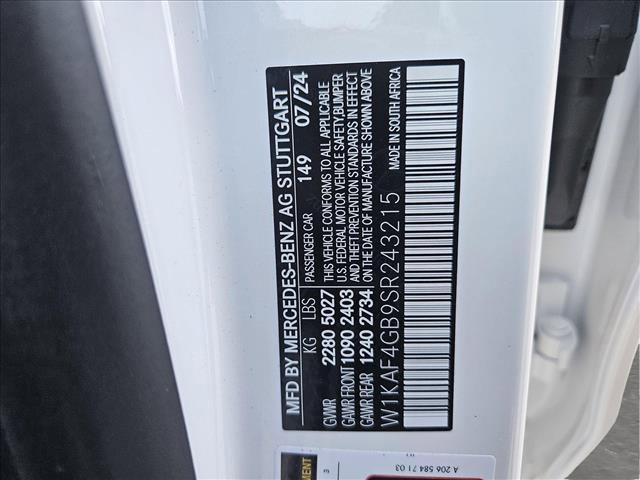 MFD BY MERCEDES-BENZ AG STUTTGART
KG LBS PASSENGER CAR 149 07/24
GVWR 2280 5027 THIS VEHICLE CONFORMS TO ALL APPLICABLE
U.S. FEDERAL MOTOR VEHICLE SAFETY,BUMPER
GAWR FRONT 1090 2403 AND THEFT PREVENTION STANDARDS IN EFFECT
GAWR REAR 1240 2734 ON THE DATE OF MANUFACTURE SHOWN ABOVE
MADE IN SOUTH AFRICA
W1KAF4GB9SR243215
A 206 584 71 03